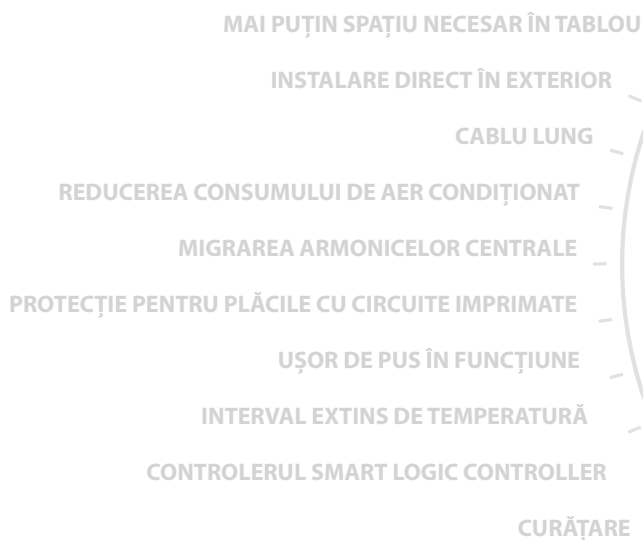 MAI PUȚIN SPAȚIU NECESAR ÎN TABLOU
INSTALARE DIRECT ÎN EXTERIOR
CABLU LUNG
REDUCEREA CONSUMULUI DE AER CONDIȚIONAT
MIGRAREA ARMONICELOR CENTRALE
PROTECȚIE PENTRU PLĂCILE CU CIRCUITE IMPRIMATE
UȘOR DE PUS ÎN FUNCȚIUNE
INTERVAL EXTINS DE TEMPERATURĂ
CONTROLERUL SMART LOGIC CONTROLLER
CURĂȚARE